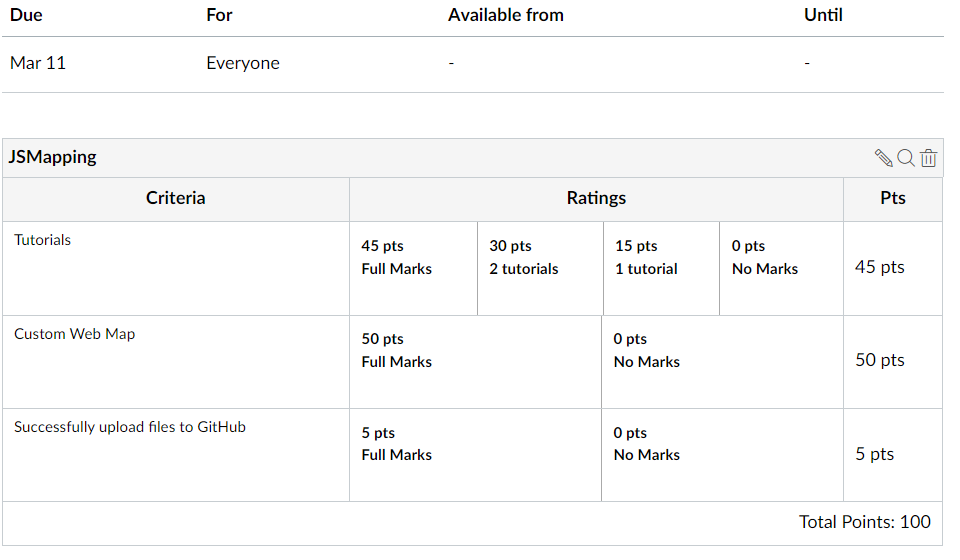 Due For Available from Until
Mar 11 Everyone - -
JSMapping
Criteria Ratings Pts
Tutorials
45 pts 30 pts 15 pts 0 pts
Full Marks 2 tutorials 1 tutorial No Marks
45 pts
Custom Web Map
50 pts 0 pts
Full Marks No Marks
50 pts
Successfully upload files to GitHub
5 pts 0 pts
Full Marks No Marks
5 pts
Total Points: 100